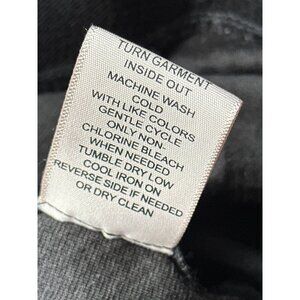 TURN GARMENT
INSIDE OUT
MACHINE WASH
COLD
WITH LIKE COLORS
GENTLE CYCLE
ONLY NON-
CHLORINE BLEACH
WHEN NEEDED
TUMBLE DRY LOW
COOL IRON ON
REVERSE SIDE IF NEEDED
OR DRY CLEAN